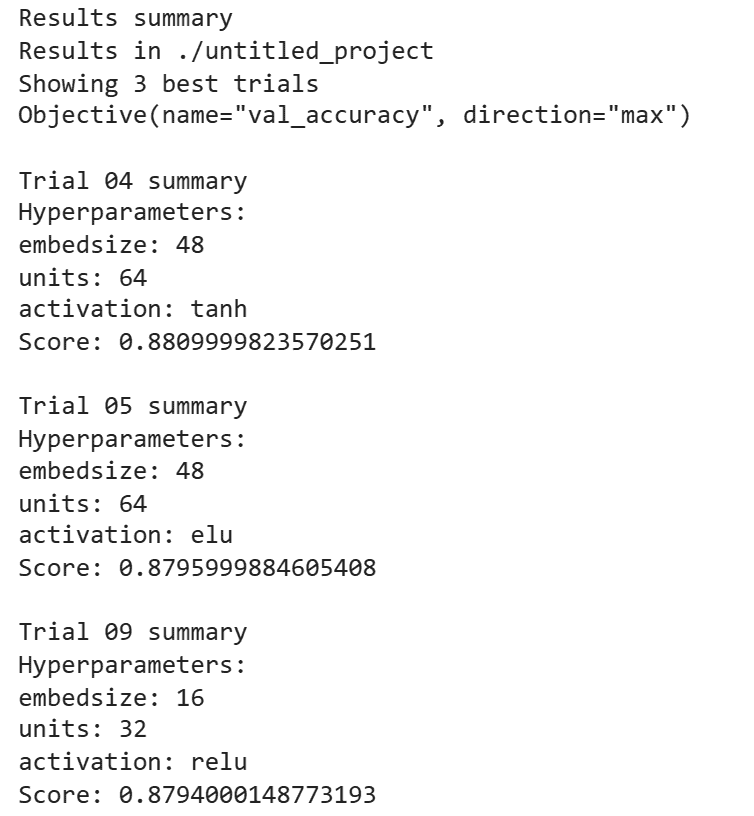 Results summary
Results in ./untitled_project
Showing 3 best trials
Objective(name="val_accuracy", direction="max")
Trial 04 summary
Hyperparameters:
embedsize: 48
units: 64
activation: tanh
Score: 0.8809999823570251
Trial 05 summary
Hyperparameters:
embedsize: 48
units: 64
activation: elu
Score: 0.8795999884605408
Trial 09 summary
Hyperparameters:
embedsize: 16
units: 32
activation: relu
Score: 0.8794000148773193